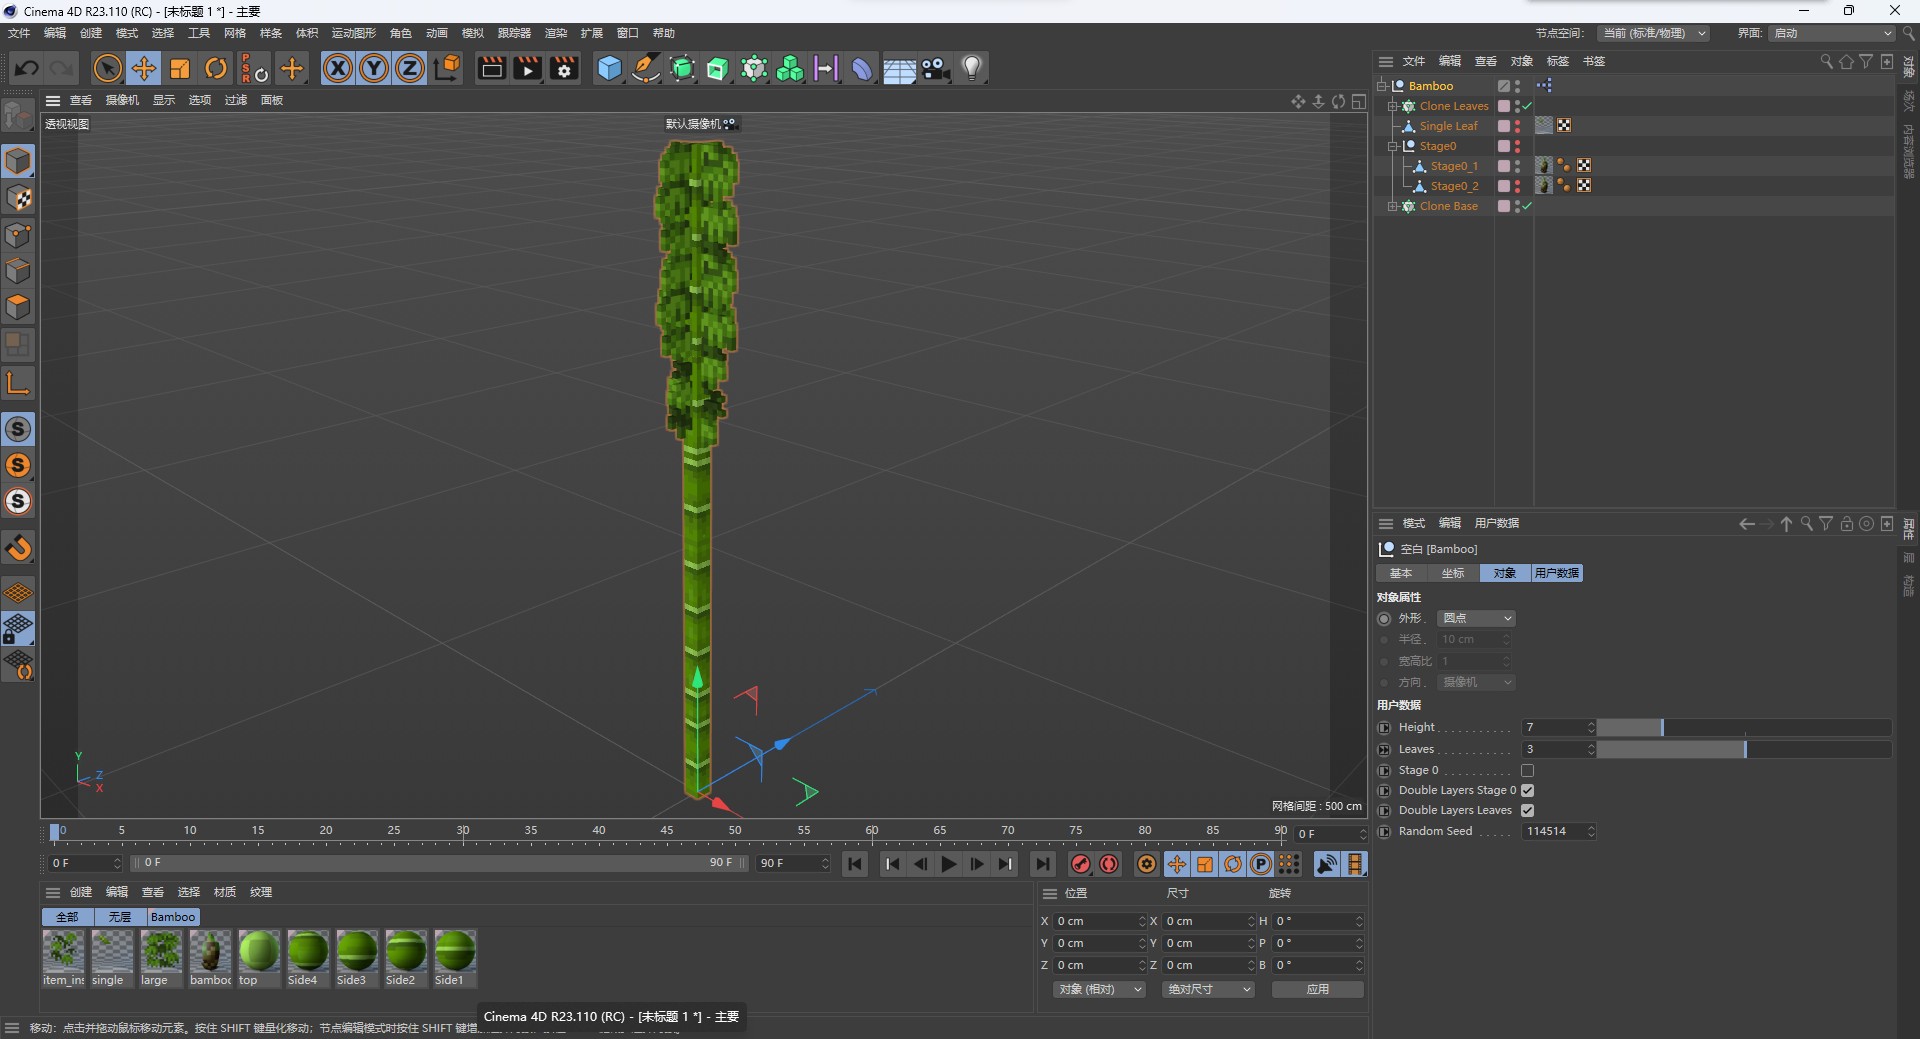 Cinema 4D R23.110 (RC) - [未标题 1 *] - 主要
文件 编辑 创建 模式 选择 工具 网格 样条 体积 运动图形 角色 动画 模拟 跟踪器 渲染 扩展 窗口 帮助
节点空间: 当前 (标准/物理) 界面: 启动
PSR X Y Z
查看 摄像机 显示 选项 过滤 面板
透视视图
默认摄像机
Y
Z
X
网格间距 : 500 cm
S
S
S
文件 编辑 查看 对象 标签 书签
Bamboo
Clone Leaves
Single Leaf
Stage0
Stage0_1
Stage0_2
Clone Base
对象
场次
内容浏览器
模式 编辑 用户数据
空白 [Bamboo]
基本 坐标 对象 用户数据
对象属性
外形 . 圆点
半径 . 10 cm
宽高比 1
方向 . 摄像机
用户数据
Height . . . . . . . . . . 7
Leaves . . . . . . . . . . 3
Stage 0 . . . . . . . . .
Double Layers Stage 0
Double Layers Leaves
Random Seed . . . . . 114514
属性
层
构造
0 5 10 15 20 25 30 35 40 45 50 55 60 65 70 75 80 85 90 0 F
0 F 0 F 90 F 90 F
P
创建 编辑 查看 选择 材质 纹理
全部 无层 Bamboo
item_ins single large bamboo top Side4 Side3 Side2 Side1
位置 尺寸 旋转
X 0 cm X 0 cm H 0 °
Y 0 cm Y 0 cm P 0 °
Z 0 cm Z 0 cm B 0 °
对象 (相对) 绝对尺寸 应用
Cinema 4D R23.110 (RC) - [未标题 1 *] - 主要
移动: 点击并拖动鼠标移动元素。按住 SHIFT 键量化移动; 节点编辑模式时按住 SHIFT 键增